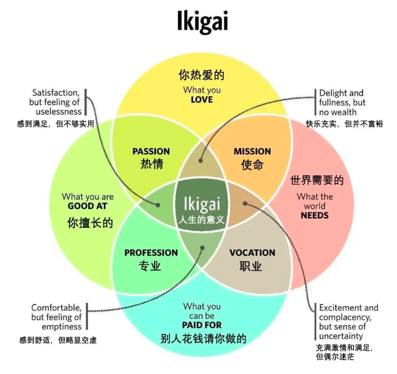 Ikigai
你热爱的
What you
LOVE
Satisfaction,
but feeling of
uselessness
感到满足，但不够实用
Delight and
fullness, but
no wealth
快乐充实，但并不富裕
PASSION
热情
MISSION
使命
What you are
GOOD AT
你擅长的
Ikigai
人生的意义
世界需要的
What the
world
NEEDS
PROFESSION
专业
VOCATION
职业
Comfortable,
but feeling of
emptiness
感到舒适，但略显空虚
What you
can be
PAID FOR
别人花钱请你做的
Excitement and
complacency,
but sense of
uncertainty
充满激情和满足，
但偶尔迷茫